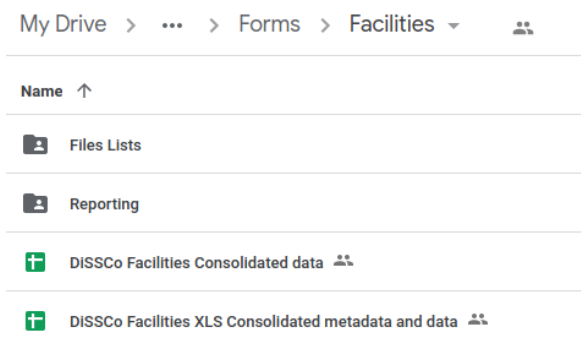 My Drive > ... > Forms > Facilities
Name ↑
Files Lists
Reporting
DiSSCo Facilities Consolidated data
DiSSCo Facilities XLS Consolidated metadata and data